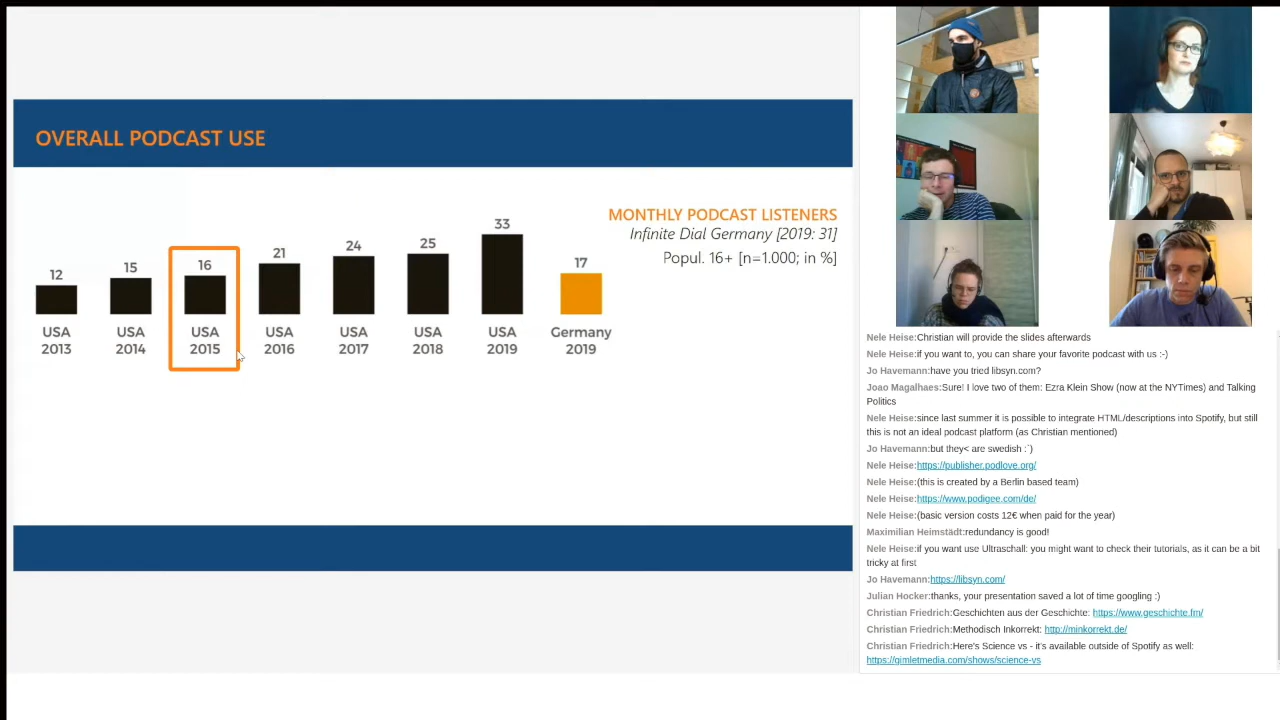 OVERALL PODCAST USE
MONTHLY PODCAST LISTENERS
Infinite Dial Germany [2019: 31]
Popul. 16+ [n=1.000; in %]
12
15
16
21
24
25
33
17
USA
2013
USA
2014
USA
2015
USA
2016
USA
2017
USA
2018
USA
2019
Germany
2019
Nele Heise:Christian will provide the slides afterwards
Nele Heise:if you want to, you can share your favorite podcast with us :-)
Jo Havemann:have you tried libsyn.com?
Joao Magalhaes:Sure! I love two of them: Ezra Klein Show (now at the NYTimes) and Talking
Politics
Nele Heise:since last summer it is possible to integrate HTML/descriptions into Spotify, but still
this is not an ideal podcast platform (as Christian mentioned)
Jo Havemann:but they< are swedish :`)
Nele Heise:https://publisher.podlove.org/
Nele Heise:(this is created by a Berlin based team)
Nele Heise:https://www.podigee.com/de/
Nele Heise:(basic version costs 12€ when paid for the year)
Maximilian Heimstädt:redundancy is good!
Nele Heise:if you want use Ultraschall: you might want to check their tutorials, as it can be a bit
tricky at first
Jo Havemann:https://libsyn.com/
Julian Hocker:thanks, your presentation saved a lot of time googling :)
Christian Friedrich:Geschichten aus der Geschichte: https://www.geschichte.fm/
Christian Friedrich:Methodisch Inkorrekt: http://minkorrekt.de/
Christian Friedrich:Here's Science vs - it's available outside of Spotify as well:
https://gimletmedia.com/shows/science-vs